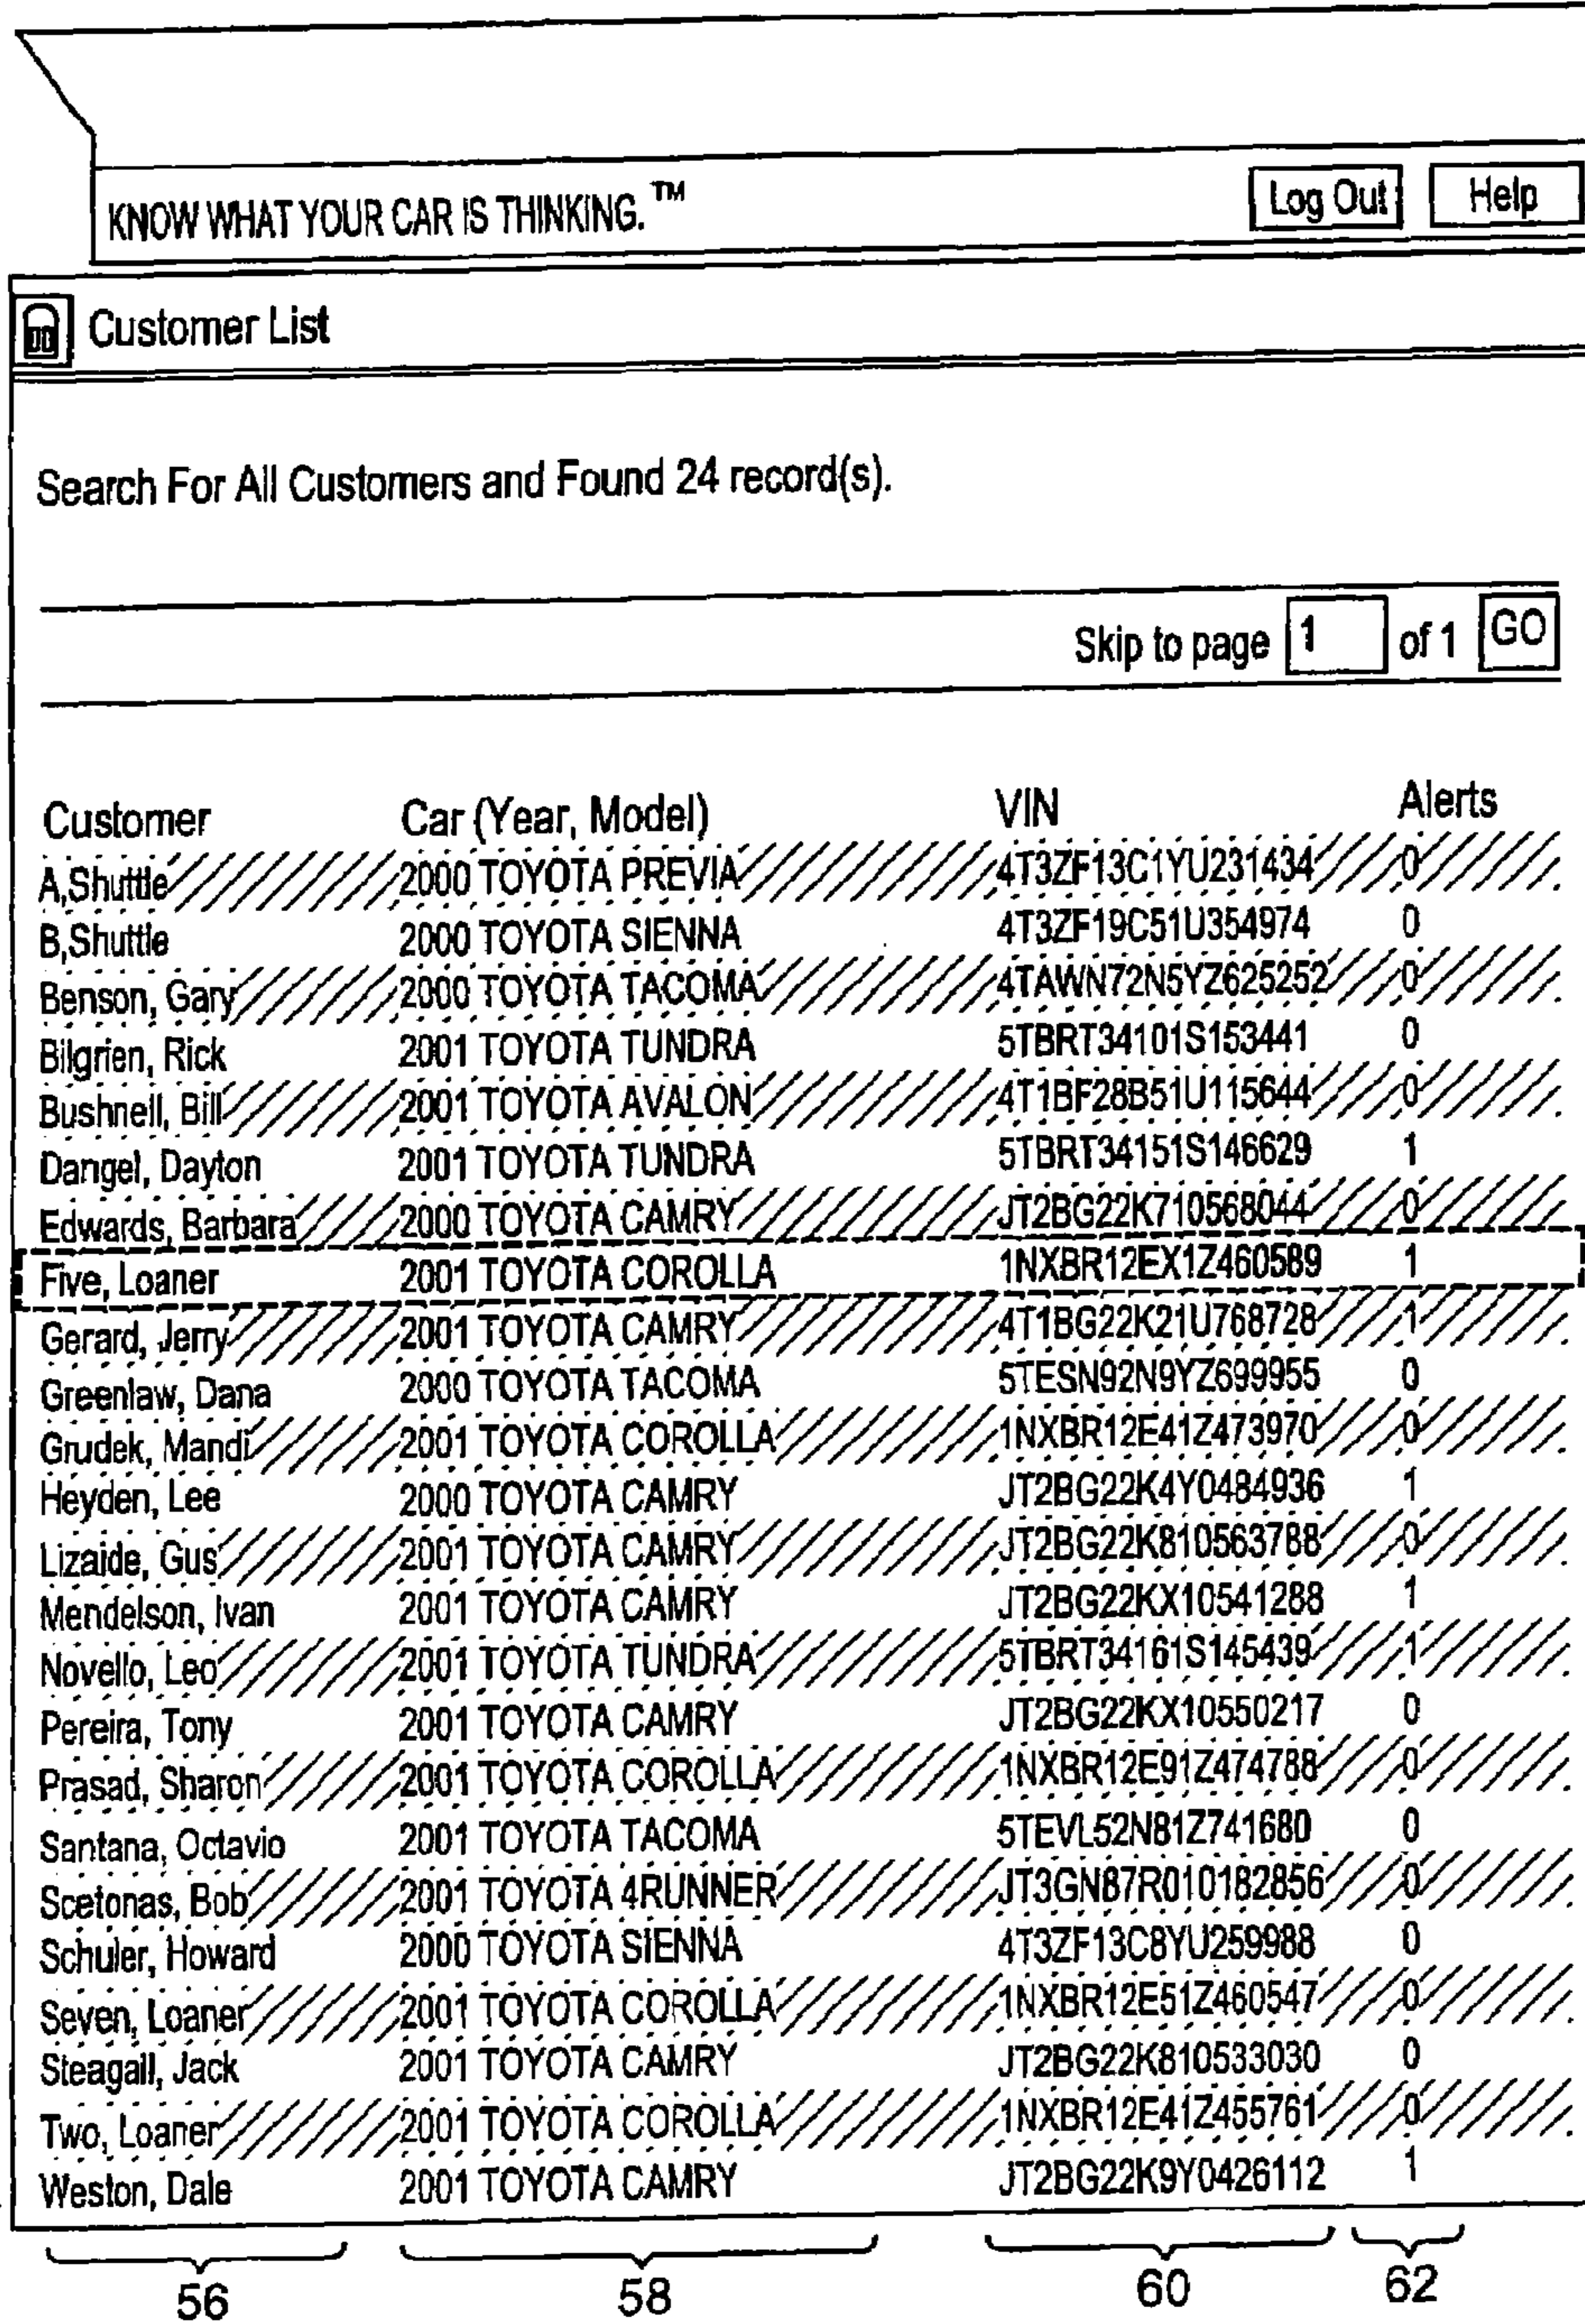 KNOW WHAT YOUR CAR IS THINKING.™ Log Out Help
Customer List
Search For All Customers and Found 24 record(s).
Skip to page 1 of 1 GO
Customer Car (Year, Model) VIN Alerts
A,Shuttle 2000 TOYOTA PREVIA 4T3ZF13C1YU231434 0
B,Shuttle 2000 TOYOTA SIENNA 4T3ZF19C51U354974 0
Benson, Gary 2000 TOYOTA TACOMA 4TAWN72N5YZ625252 0
Bilgrien, Rick 2001 TOYOTA TUNDRA 5TBRT34101S153441 0
Bushnell, Bill 2001 TOYOTA AVALON 4T1BF28B51U115644 0
Dangel, Dayton 2001 TOYOTA TUNDRA 5TBRT34151S146629 1
Edwards, Barbara 2000 TOYOTA CAMRY JT2BG22K710568044 0
Five, Loaner 2001 TOYOTA COROLLA 1NXBR12EX1Z460589 1
Gerard, Jerry 2001 TOYOTA CAMRY 4T1BG22K21U768728 1
Greenlaw, Dana 2000 TOYOTA TACOMA 5TESN92N9YZ699955 0
Grudek, Mandi 2001 TOYOTA COROLLA 1NXBR12E41Z473970 0
Heyden, Lee 2000 TOYOTA CAMRY JT2BG22K4Y0484936 1
Lizaide, Gus 2001 TOYOTA CAMRY JT2BG22K810563788 0
Mendelson, Ivan 2001 TOYOTA CAMRY JT2BG22KX10541288 1
Novello, Leo 2001 TOYOTA TUNDRA 5TBRT34161S145439 1
Pereira, Tony 2001 TOYOTA CAMRY JT2BG22KX10550217 0
Prasad, Sharon 2001 TOYOTA COROLLA 1NXBR12E91Z474788 0
Santana, Octavio 2001 TOYOTA TACOMA 5TEVL52N81Z741680 0
Scetonas, Bob 2001 TOYOTA 4RUNNER JT3GN87R010182856 0
Schuler, Howard 2000 TOYOTA SIENNA 4T3ZF13C8YU259988 0
Seven, Loaner 2001 TOYOTA COROLLA 1NXBR12E51Z460547 0
Steagall, Jack 2001 TOYOTA CAMRY JT2BG22K810533030 0
Two, Loaner 2001 TOYOTA COROLLA 1NXBR12E41Z455761 0
Weston, Dale 2001 TOYOTA CAMRY JT2BG22K9Y0426112 1
56 58 60 62